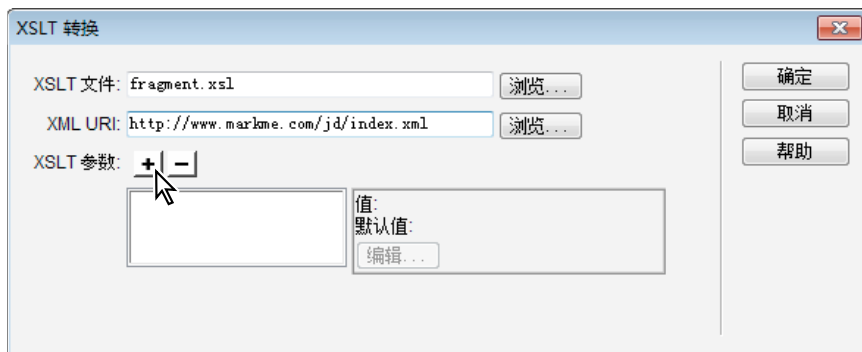 XSLT 转换
XSLT 文件: fragment.xsl 浏览... 确定
XML URI: http://www.markme.com/jd/index.xml 浏览... 取消
XSLT 参数: + − 帮助
值:
默认值:
编辑...